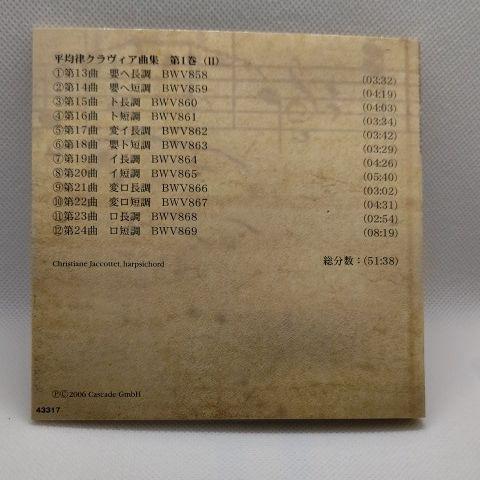 平均律クラヴィア曲集 第1巻 (II)
①第13曲 嬰ヘ長調 BWV858 (03:32)
②第14曲 嬰ヘ短調 BWV859 (04:19)
③第15曲 ト長調 BWV860 (04:03)
④第16曲 ト短調 BWV861 (03:34)
⑤第17曲 変イ長調 BWV862 (03:42)
⑥第18曲 嬰ト短調 BWV863 (03:29)
⑦第19曲 イ長調 BWV864 (04:26)
⑧第20曲 イ短調 BWV865 (05:40)
⑨第21曲 変ロ長調 BWV866 (03:02)
⑩第22曲 変ロ短調 BWV867 (04:31)
⑪第23曲 ロ長調 BWV868 (02:54)
⑫第24曲 ロ短調 BWV869 (08:19)
Christiane Jaccottet, harpsichord 総分数：(51:38)
℗©2006 Cascade GmbH
43317